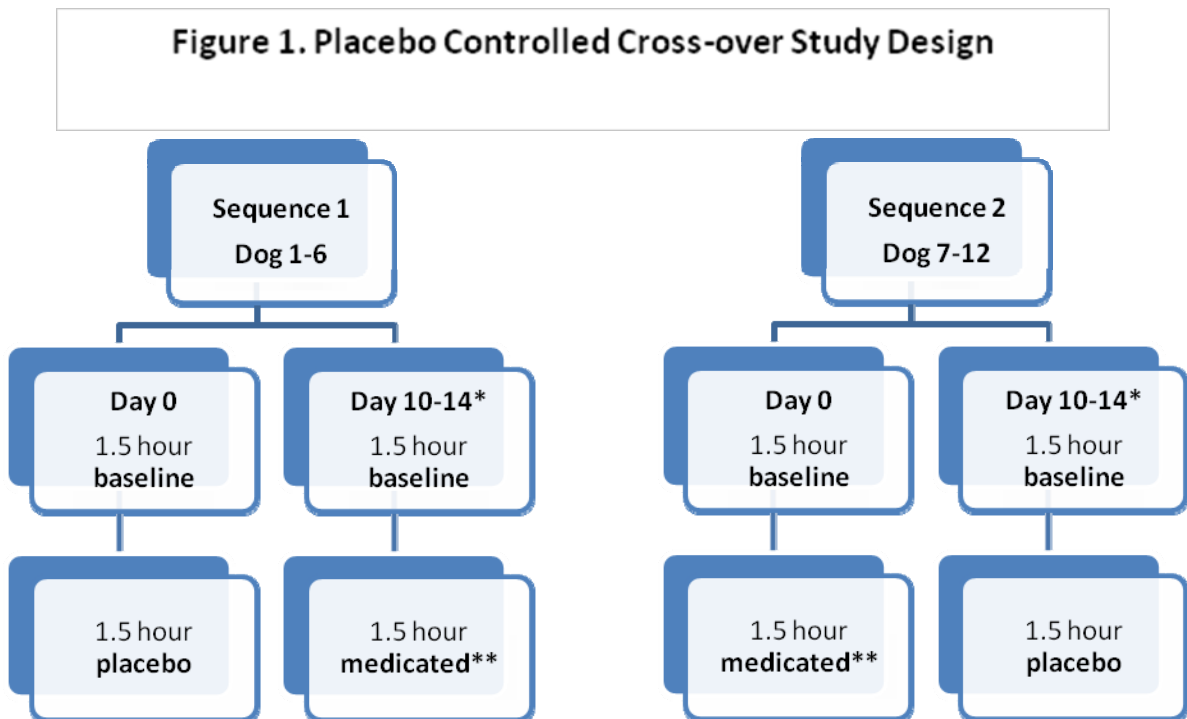 Figure 1. Placebo Controlled Cross-over Study Design
Sequence 1
Dog 1-6
Sequence 2
Dog 7-12
Day 0
1.5 hour
baseline
Day 10-14*
1.5 hour
baseline
Day 0
1.5 hour
baseline
Day 10-14*
1.5 hour
baseline
1.5 hour
placebo
1.5 hour
medicated**
1.5 hour
medicated**
1.5 hour
placebo